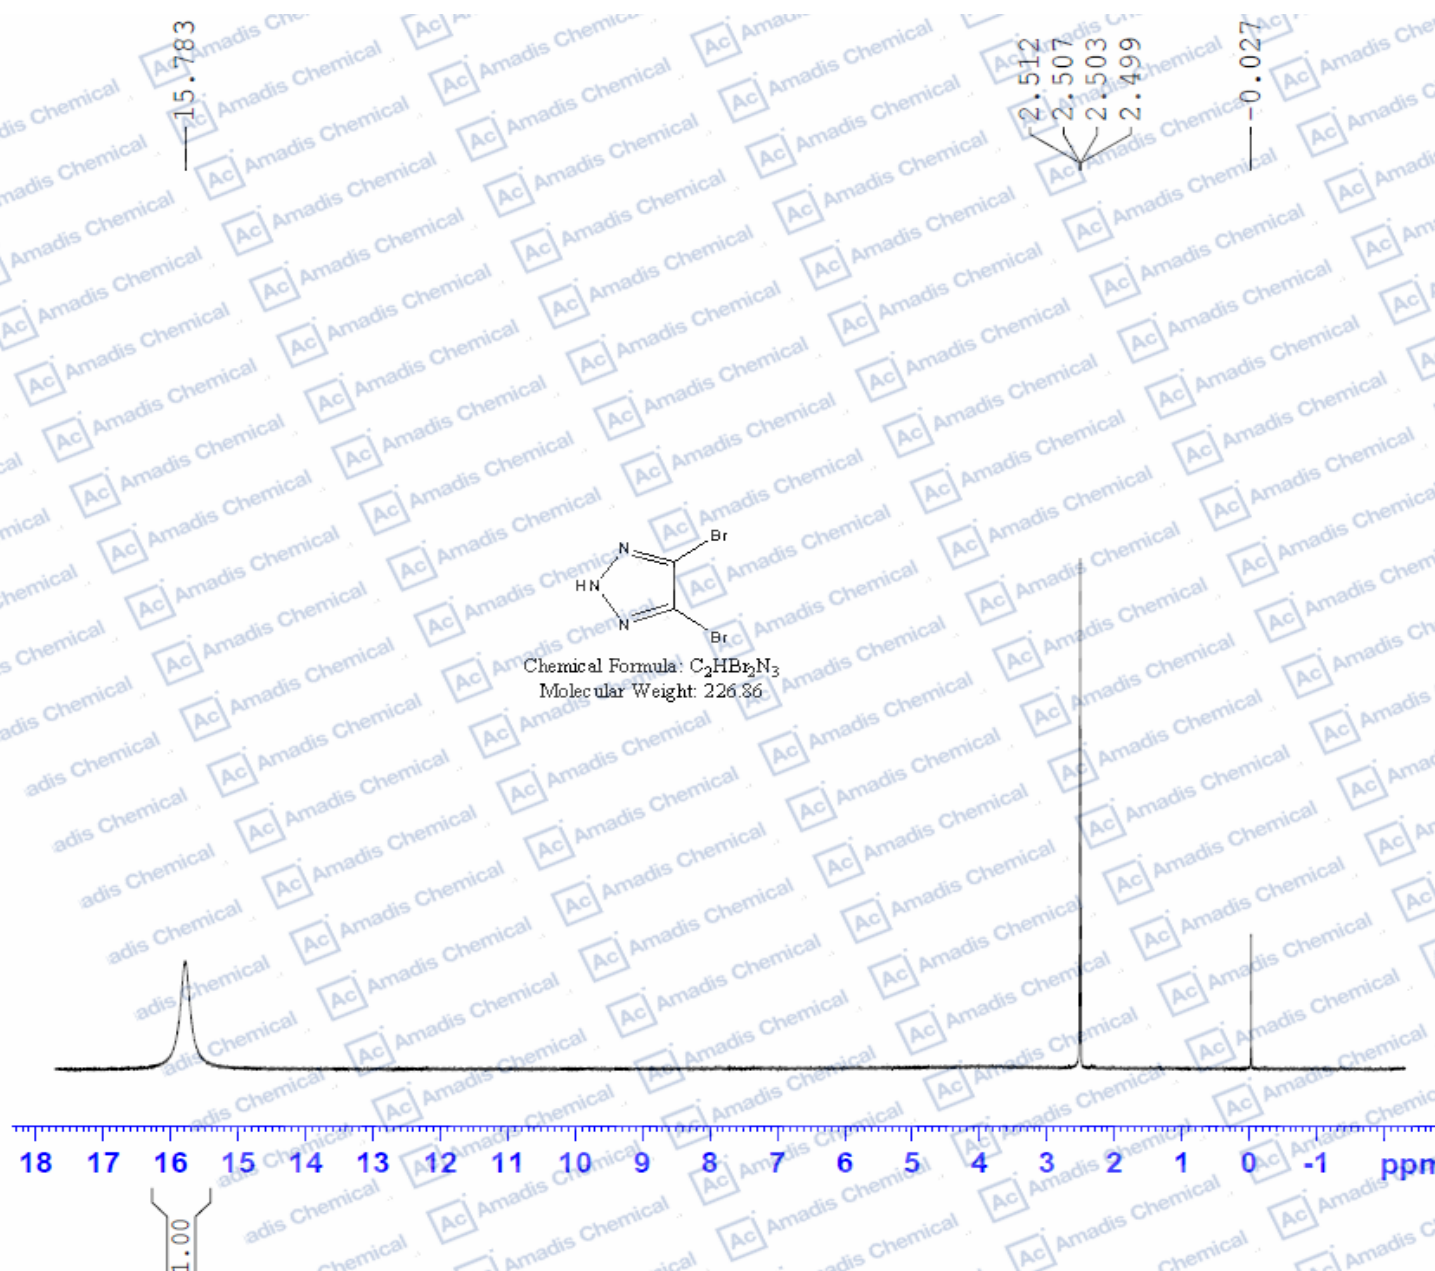 15.783
2.512
2.507
2.503
2.499
-0.027
N
Br
HN
N
Br
Chemical Formula: C₂HBr₂N₃
Molecular Weight: 226.86
18 17 16 15 14 13 12 11 10 9 8 7 6 5 4 3 2 1 0 -1 ppm
1.00
Ac Amadis Chemical